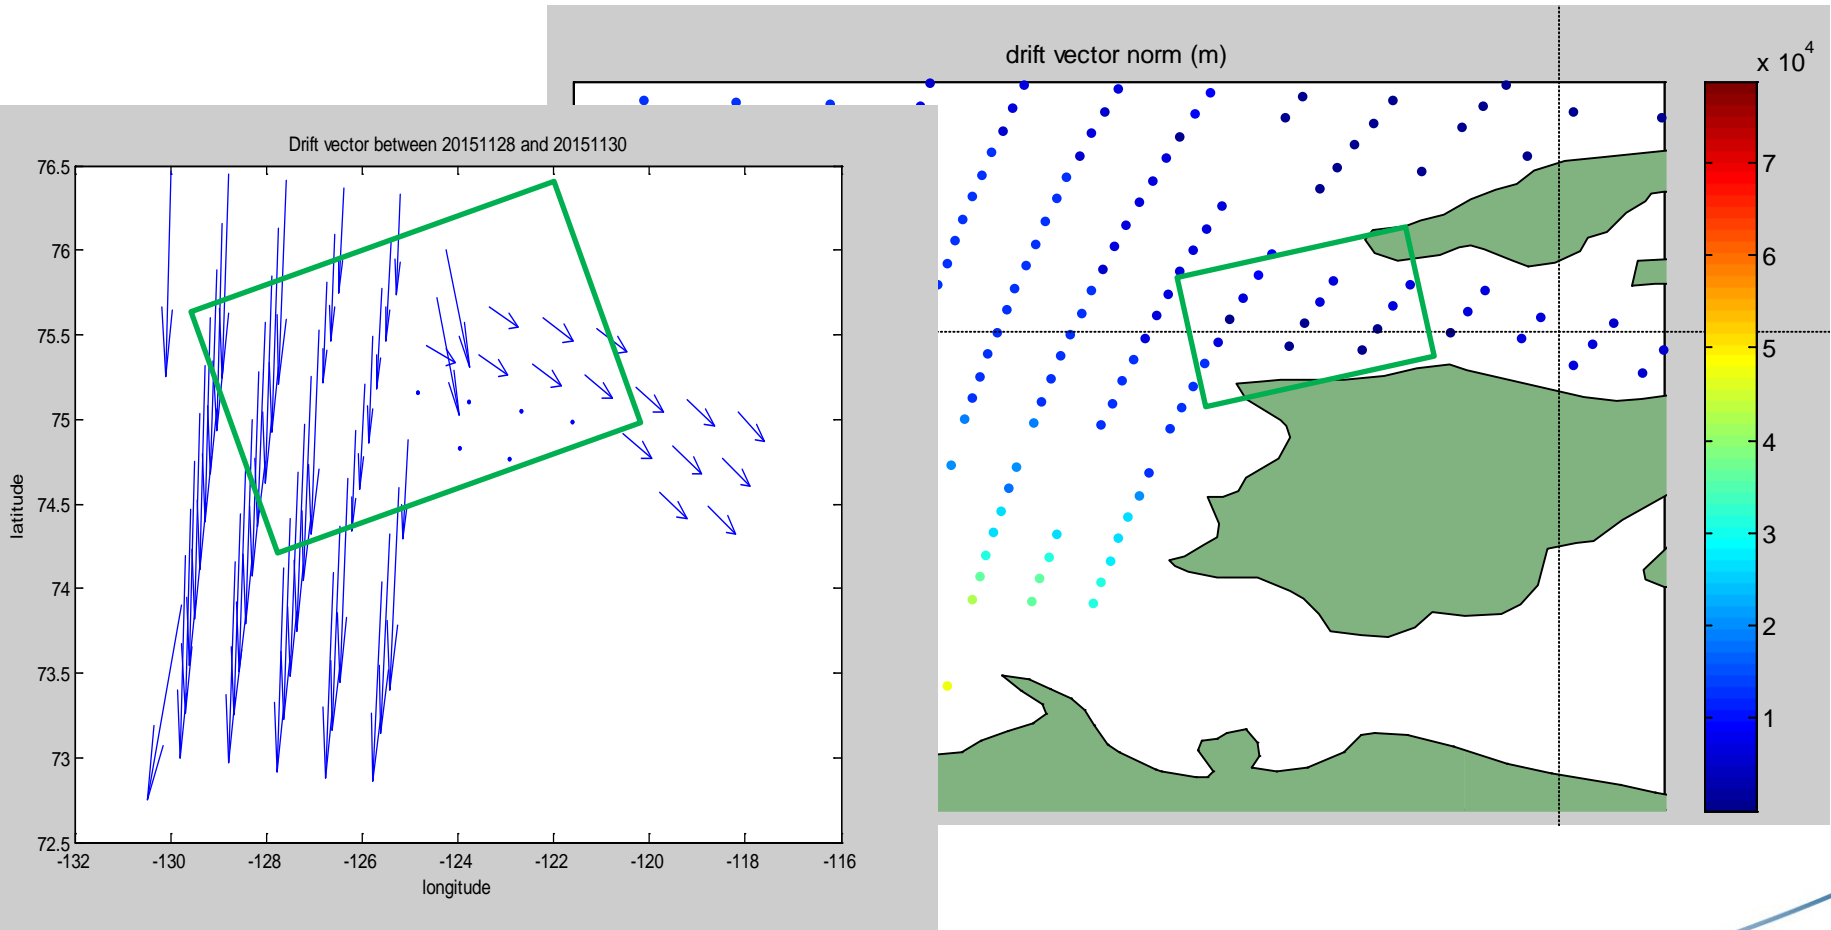 drift vector norm (m)
x 10^4
7
6
5
4
3
2
1
Drift vector between 20151128 and 20151130
76.5
76
75.5
75
74.5
74
73.5
73
72.5
latitude
-132 -130 -128 -126 -124 -122 -120 -118 -116
longitude